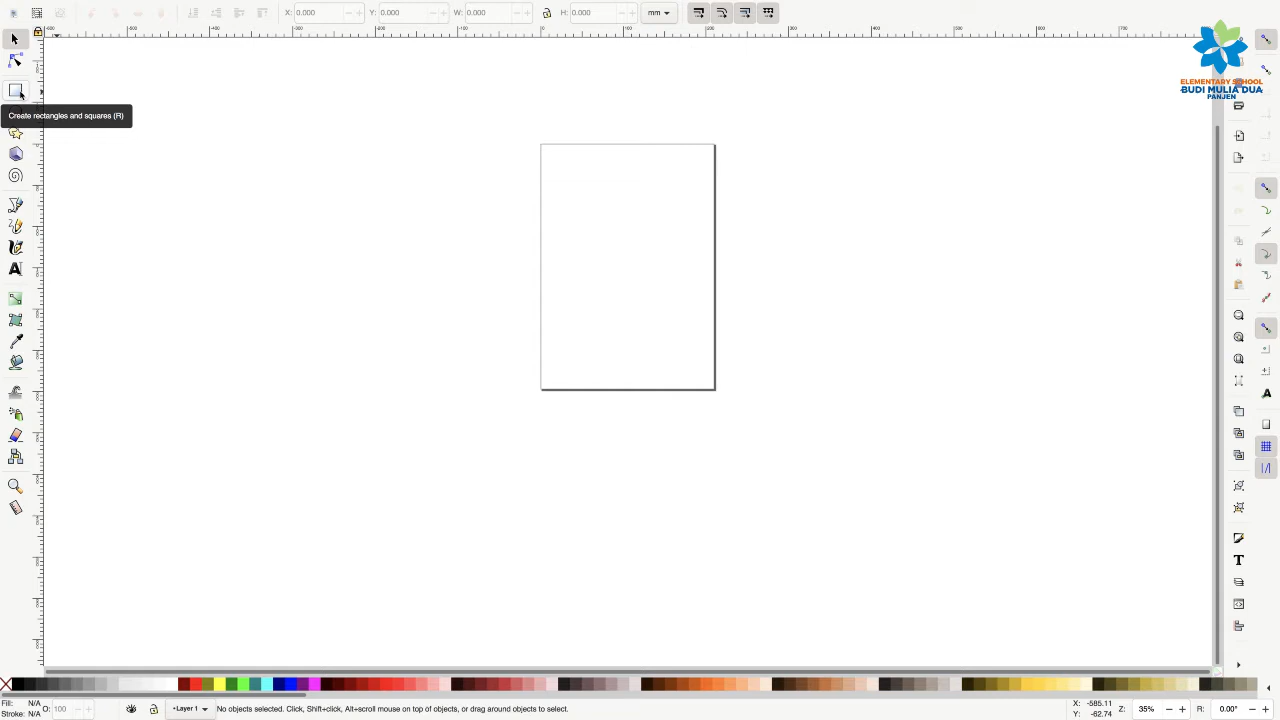 X: 0.000 Y: 0.000 W: 0.000 H: 0.000 mm
ELEMENTARY SCHOOL
BUDI MULIA DUA
PANJEN
Create rectangles and squares (R)
Fill: N/A O: 100 Layer 1 No objects selected. Click, Shift+click, Alt+scroll mouse on top of objects, or drag around objects to select. X: -585.11 Z: 35% R: 0.00°
Stroke: N/A Y: -62.74